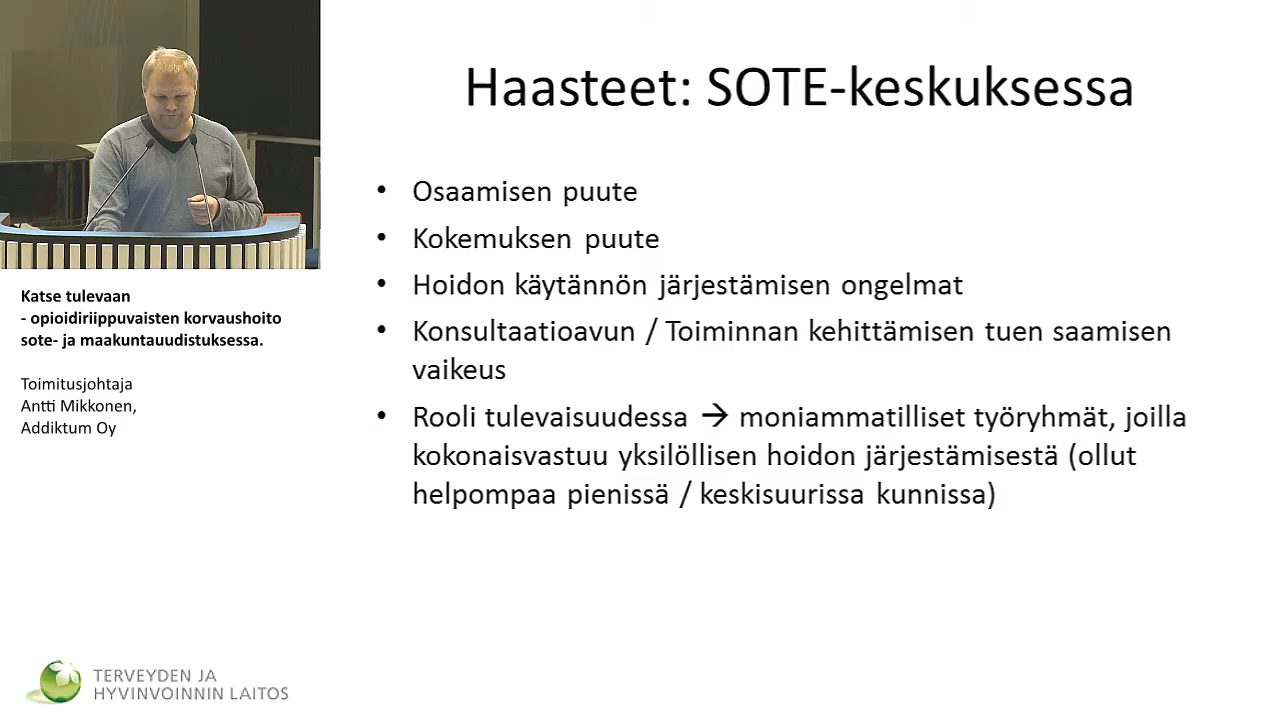 Haasteet: SOTE-keskuksessa
• Osaamisen puute
• Kokemuksen puute
• Hoidon käytännön järjestämisen ongelmat
• Konsultaatioavun / Toiminnan kehittämisen tuen saamisen
vaikeus
• Rooli tulevaisuudessa → moniammatilliset työryhmät, joilla
kokonaisvastuu yksilöllisen hoidon järjestämisestä (ollut
helpompaa pienissä / keskisuurissa kunnissa)
Katse tulevaan
- opioidiriippuvaisten korvaushoito
sote- ja maakuntauudistuksessa.
Toimitusjohtaja
Antti Mikkonen,
Addiktum Oy
TERVEYDEN JA
HYVINVOINNIN LAITOS